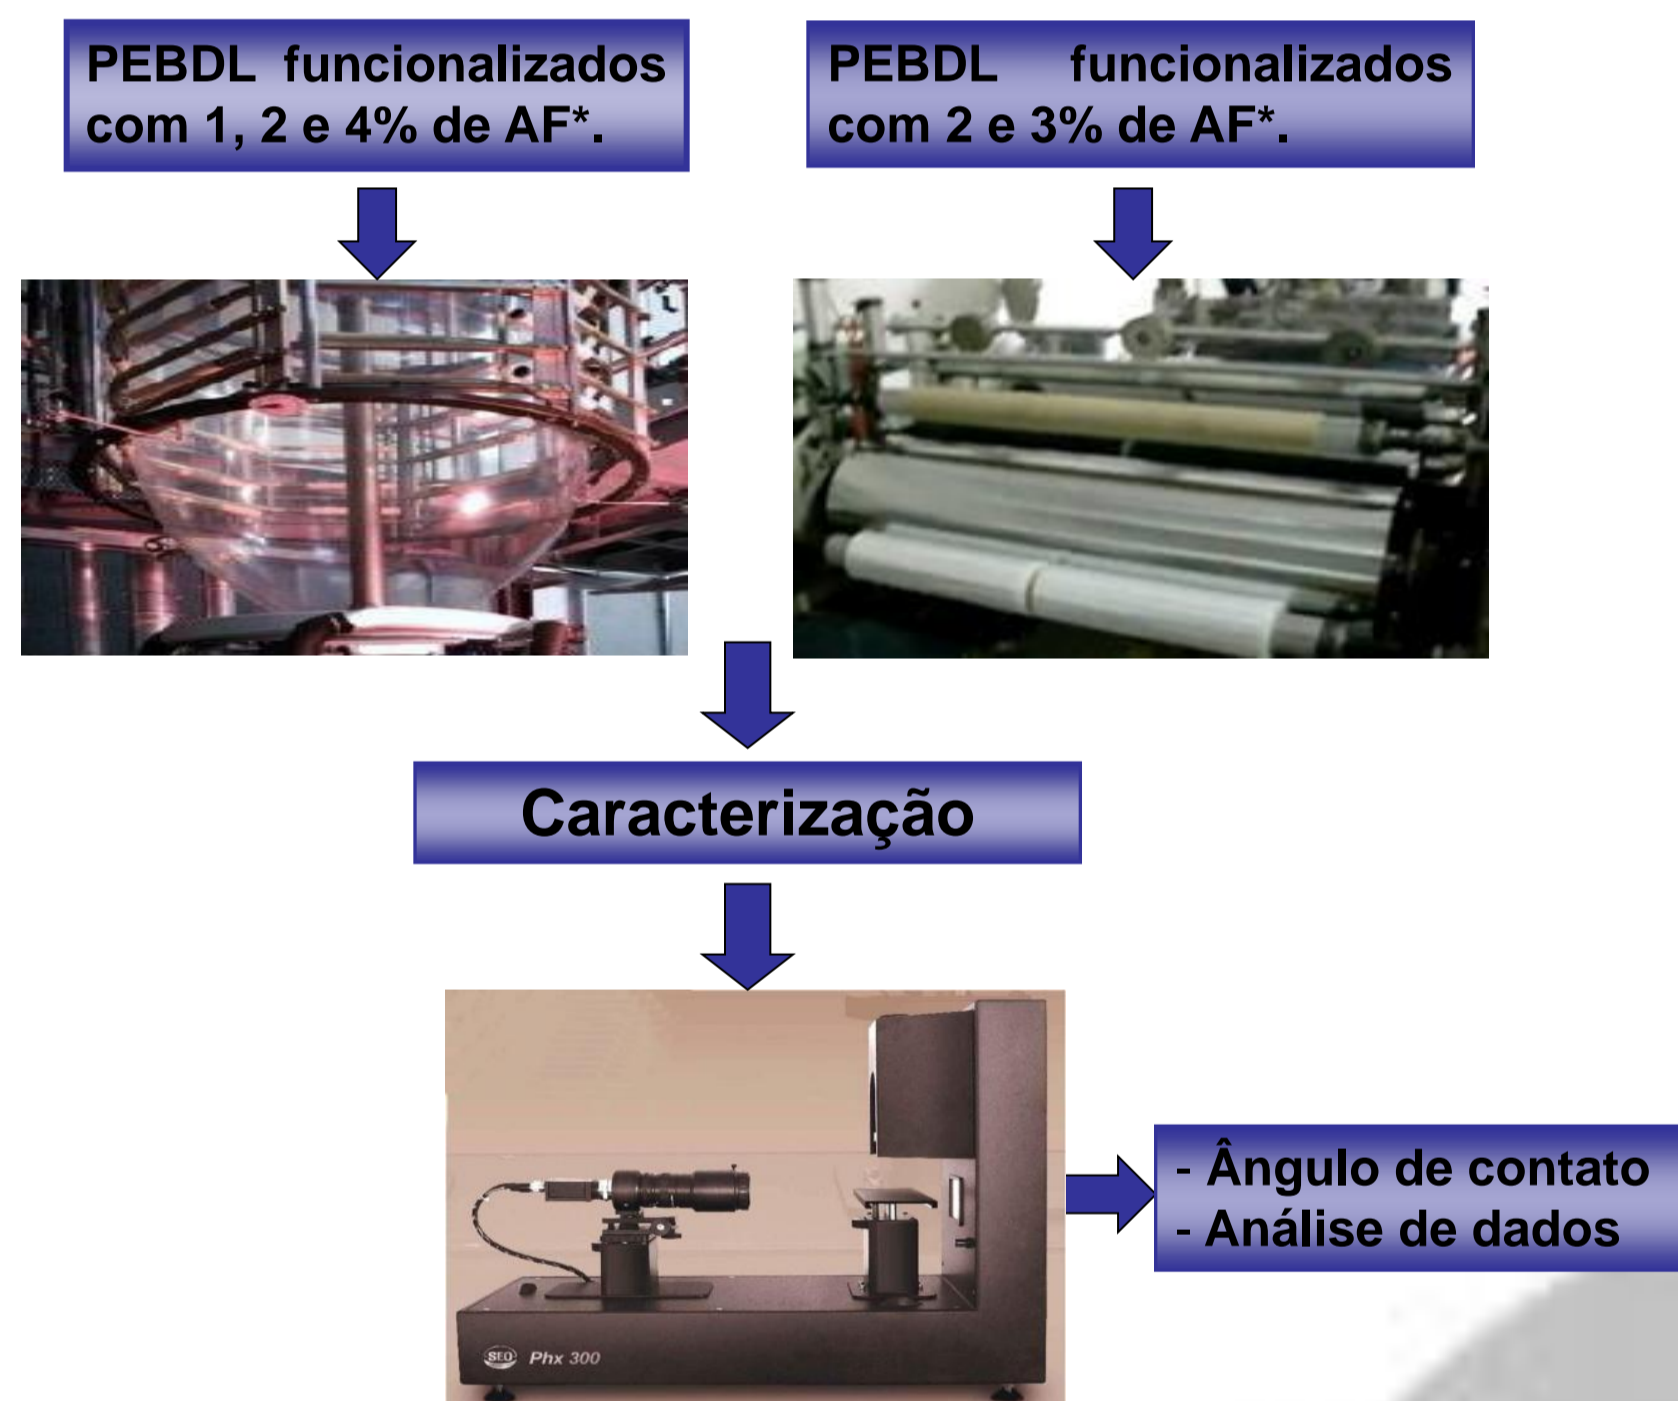 PEBDL funcionalizados
com 1, 2 e 4% de AF*.
PEBDL funcionalizados
com 2 e 3% de AF*.
Caracterização
- Ângulo de contato
- Análise de dados
SEO Phx 300